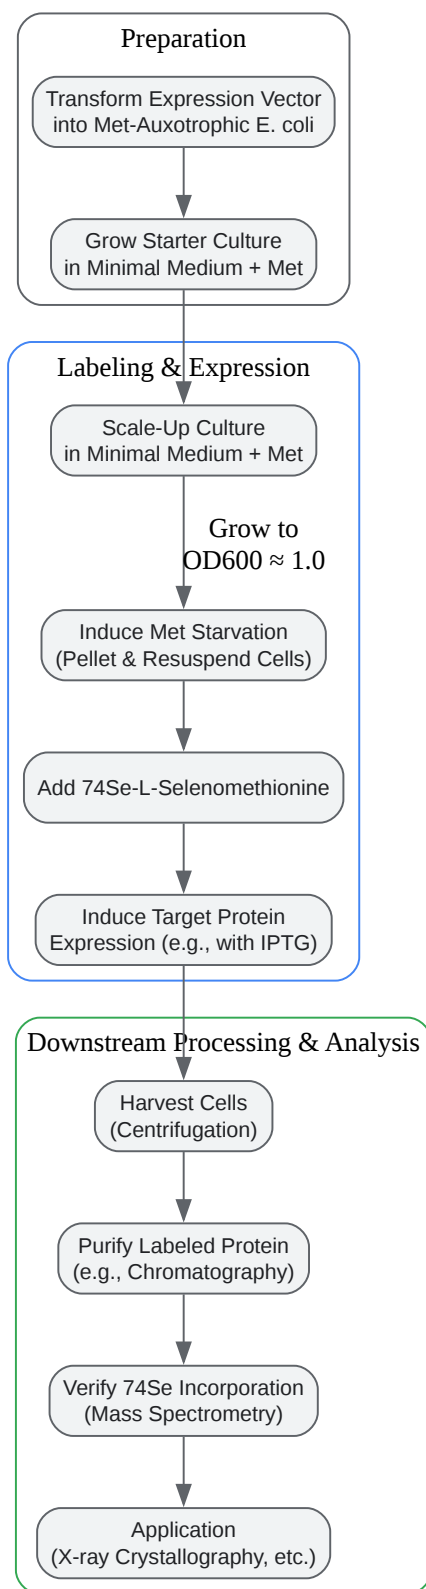 Preparation
Transform Expression Vector
into Met-Auxotrophic E. coli
Grow Starter Culture
in Minimal Medium + Met
Labeling & Expression
Scale-Up Culture
in Minimal Medium + Met
Grow to
OD600 ≈ 1.0
Induce Met Starvation
(Pellet & Resuspend Cells)
Add 74Se-L-Selenomethionine
Induce Target Protein
Expression (e.g., with IPTG)
Downstream Processing & Analysis
Harvest Cells
(Centrifugation)
Purify Labeled Protein
(e.g., Chromatography)
Verify 74Se Incorporation
(Mass Spectrometry)
Application
(X-ray Crystallography, etc.)